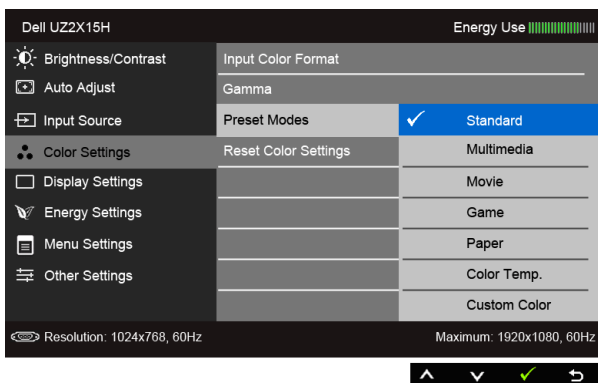 Dell UZ2X15H Energy Use
Brightness/Contrast Input Color Format
Auto Adjust Gamma
Input Source Preset Modes Standard
Color Settings Reset Color Settings Multimedia
Display Settings Movie
Energy Settings Game
Menu Settings Paper
Other Settings Color Temp.
Custom Color
Resolution: 1024x768, 60Hz Maximum: 1920x1080, 60Hz